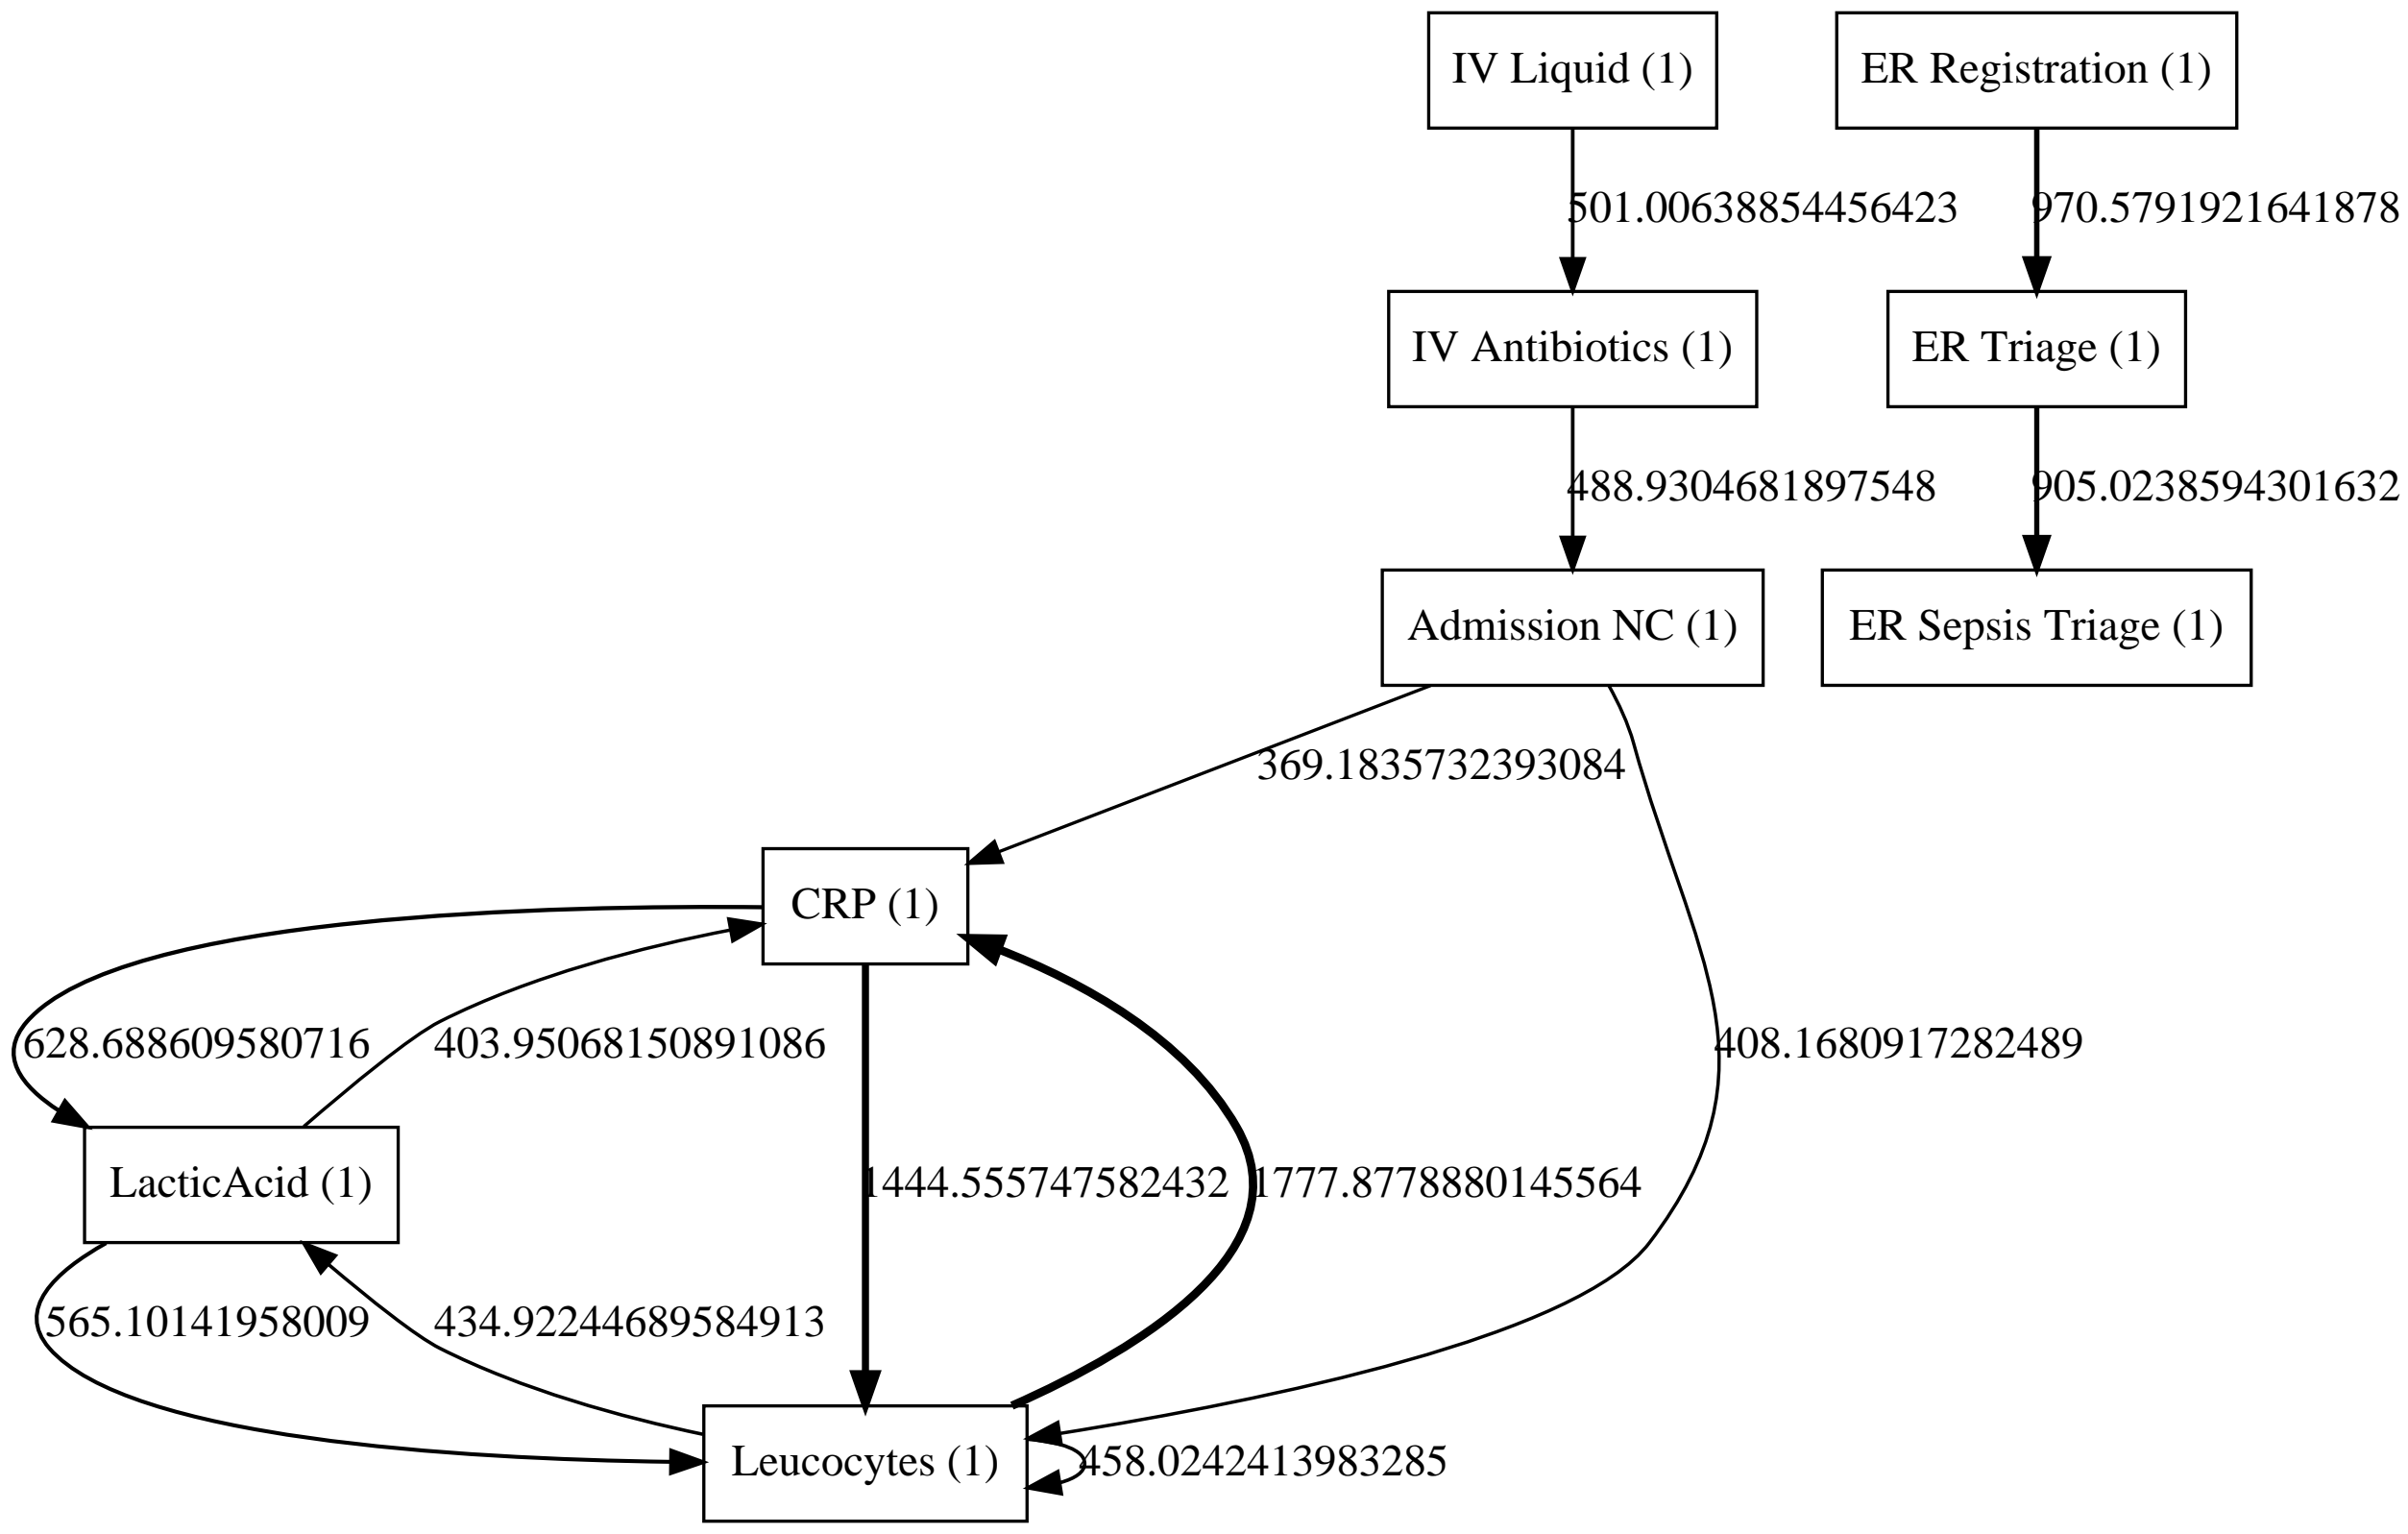 IV Liquid (1)
ER Registration (1)
501.00638854456423
970.5791921641878
IV Antibiotics (1)
ER Triage (1)
488.9304681897548
905.0238594301632
Admission NC (1)
ER Sepsis Triage (1)
369.1835732393084
CRP (1)
628.688609580716
403.95068150891086
408.1680917282489
LacticAcid (1)
1444.555747582432
1777.8778880145564
565.10141958009
434.92244689584913
Leucocytes (1)
458.0242413983285